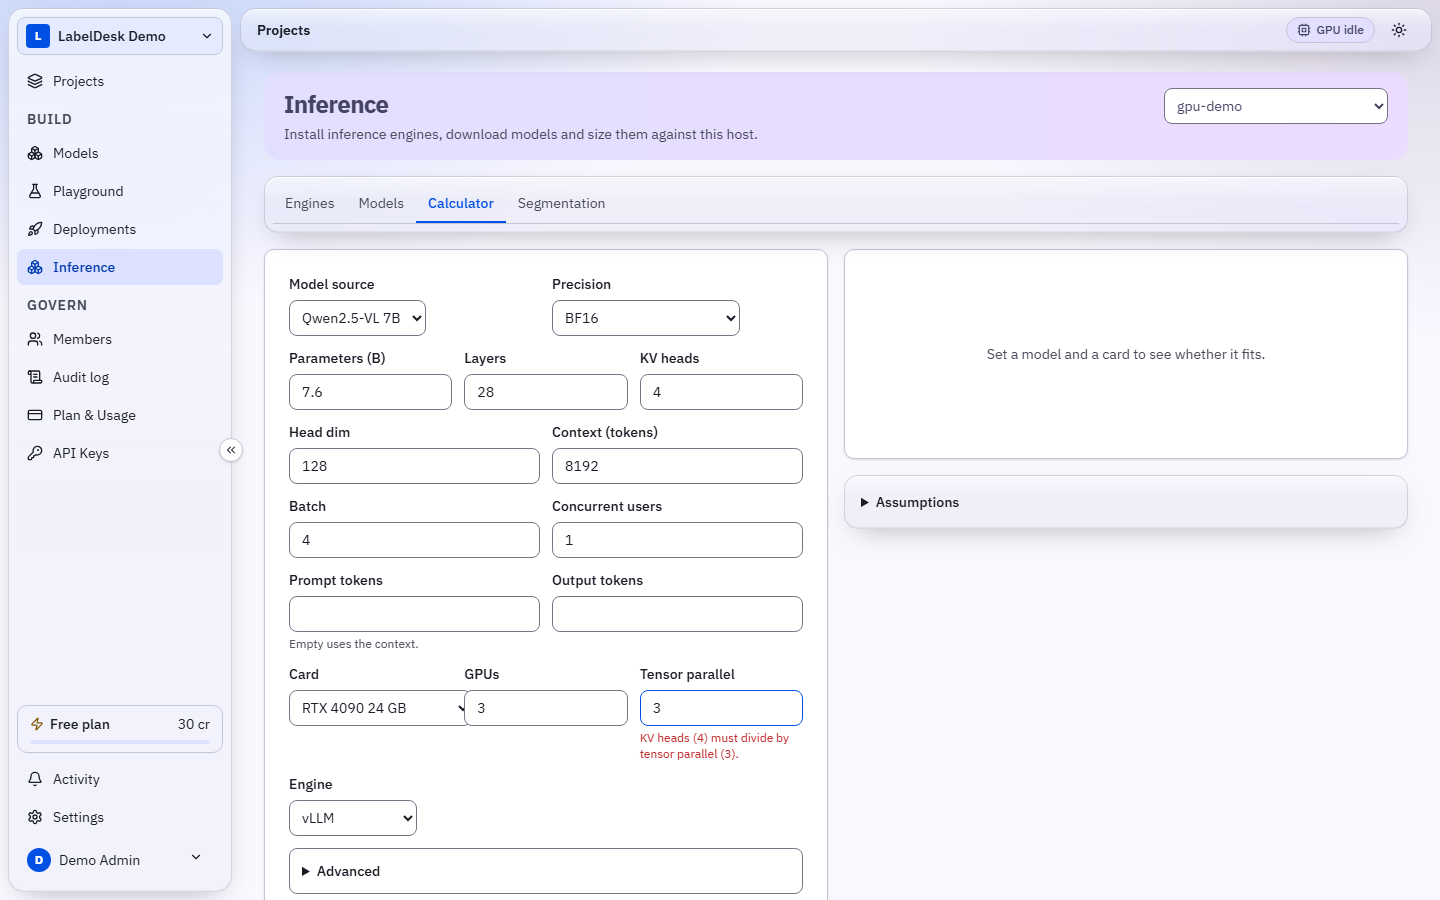 L LabelDesk Demo
Projects
BUILD
Models
Playground
Deployments
Inference
GOVERN
Members
Audit log
Plan & Usage
API Keys
Free plan 30 cr
Activity
Settings
D Demo Admin
Projects
GPU idle
Inference
Install inference engines, download models and size them against this host.
gpu-demo
Engines Models Calculator Segmentation
Model source Precision
Qwen2.5-VL 7B BF16
Parameters (B) Layers KV heads
7.6 28 4
Head dim Context (tokens)
128 8192
Batch Concurrent users
4 1
Prompt tokens Output tokens
Empty uses the context.
Card GPUs Tensor parallel
RTX 4090 24 GB 3 3
KV heads (4) must divide by
tensor parallel (3).
Engine
vLLM
Advanced
Set a model and a card to see whether it fits.
Assumptions